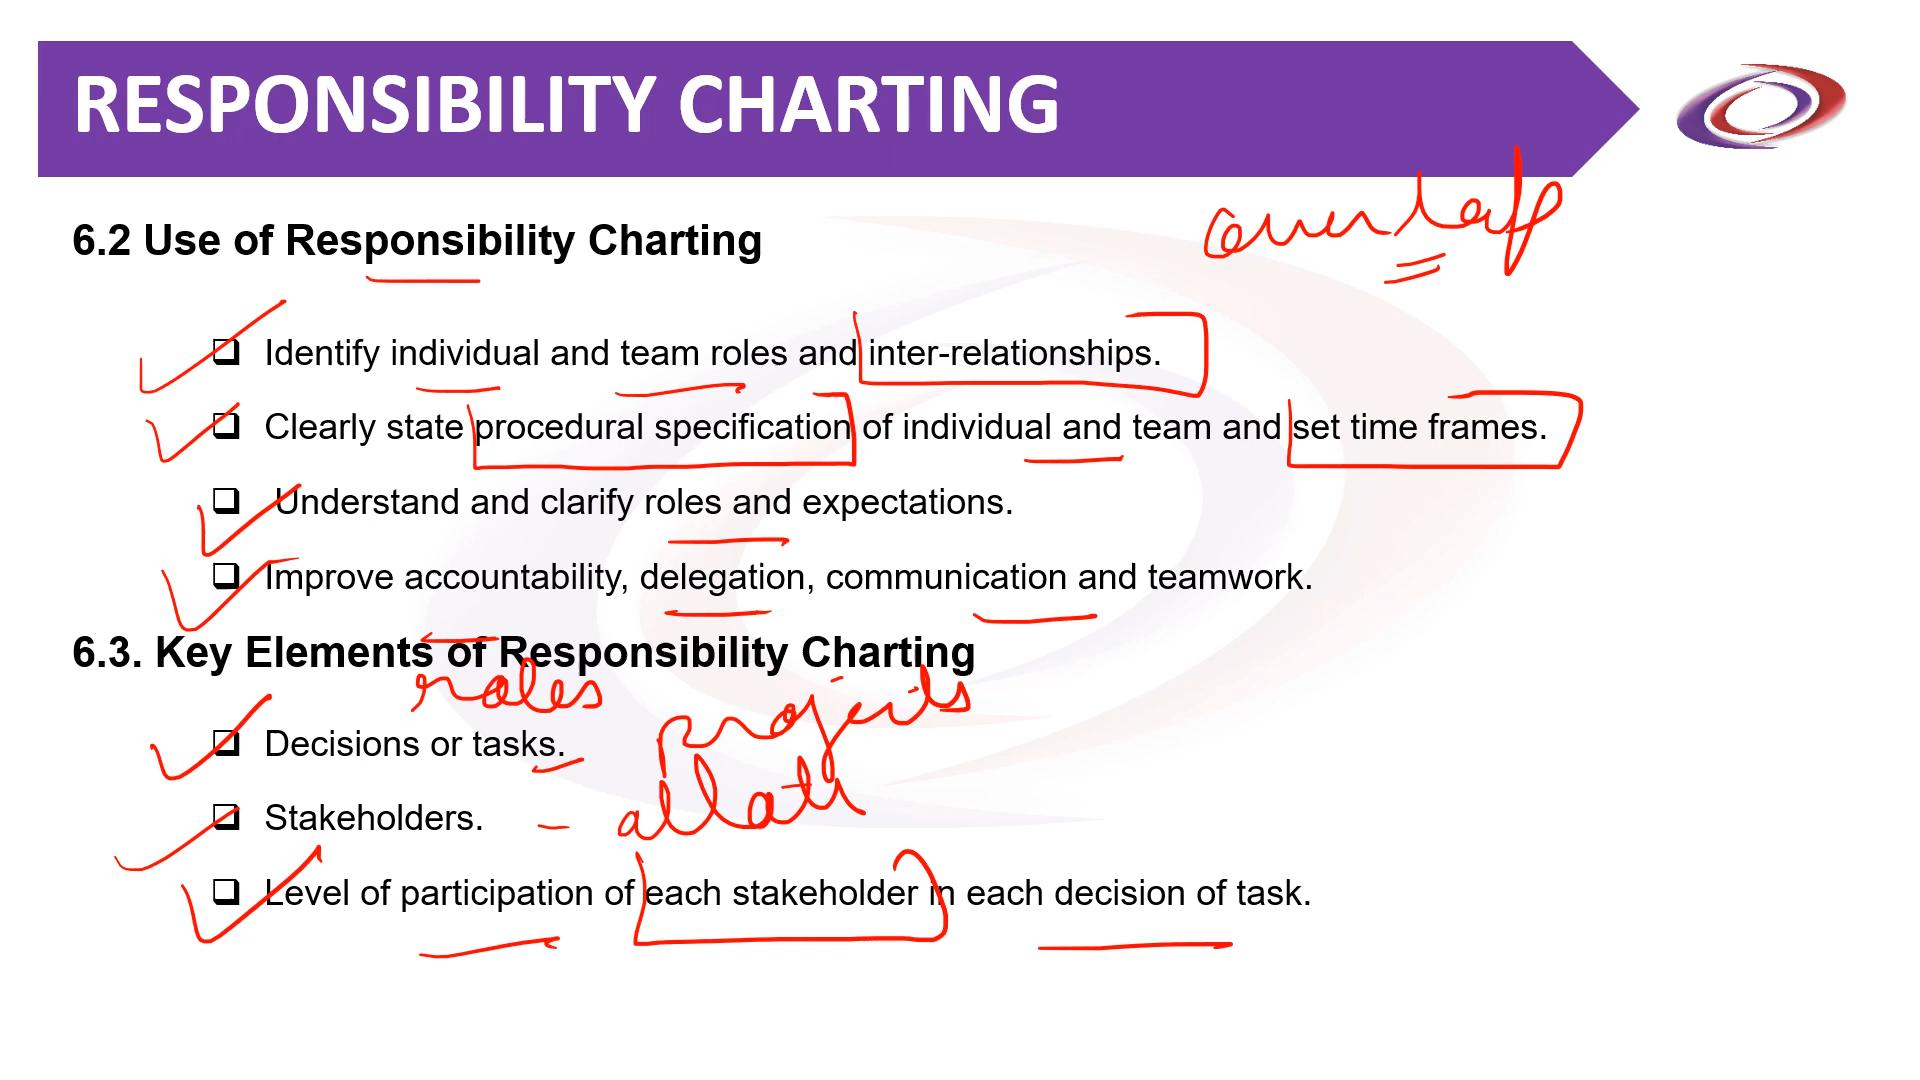 RESPONSIBILITY CHARTING
overlap
6.2 Use of Responsibility Charting
❑ Identify individual and team roles and inter-relationships.
❑ Clearly state procedural specification of individual and team and set time frames.
❑ Understand and clarify roles and expectations.
❑ Improve accountability, delegation, communication and teamwork.
6.3. Key Elements of Responsibility Charting
roles
projects
❑ Decisions or tasks.
❑ Stakeholders.
❑ Level of participation of each stakeholder in each decision of task.